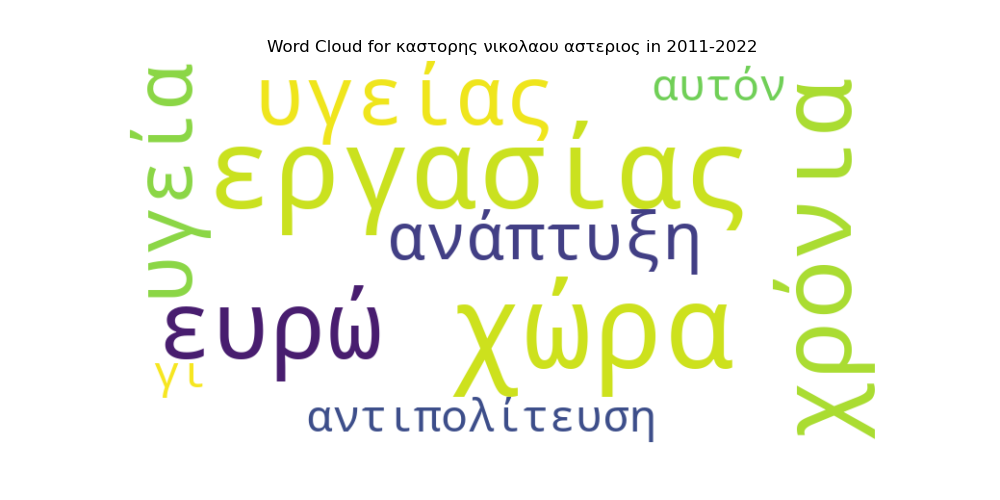 Word Cloud for καστορης νικολαου αστεριος in 2011-2022
υγεία
υγείας
αυτόν
χρόνια
εργασίας
ανάπτυξη
ευρώ
χώρα
γι
αντιπολίτευση